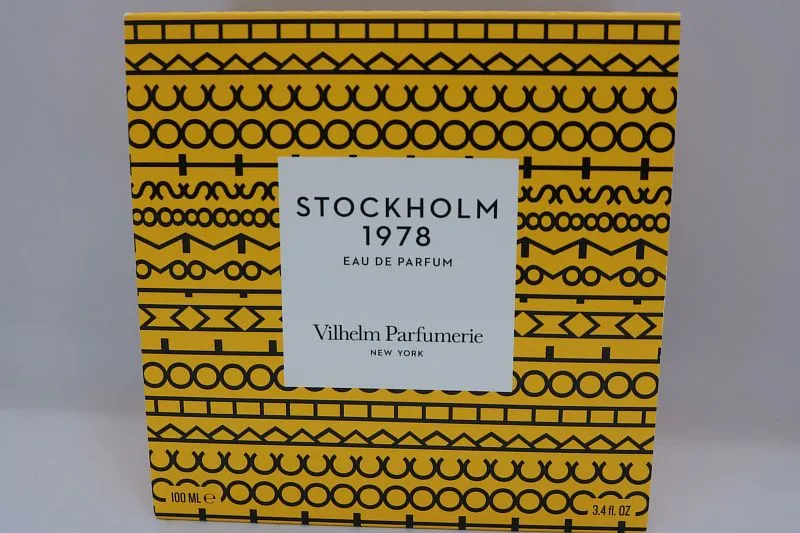 STOCKHOLM
1978
EAU DE PARFUM
Vilhelm Parfumerie
NEW YORK
100 ML ℮
3.4 fl. OZ